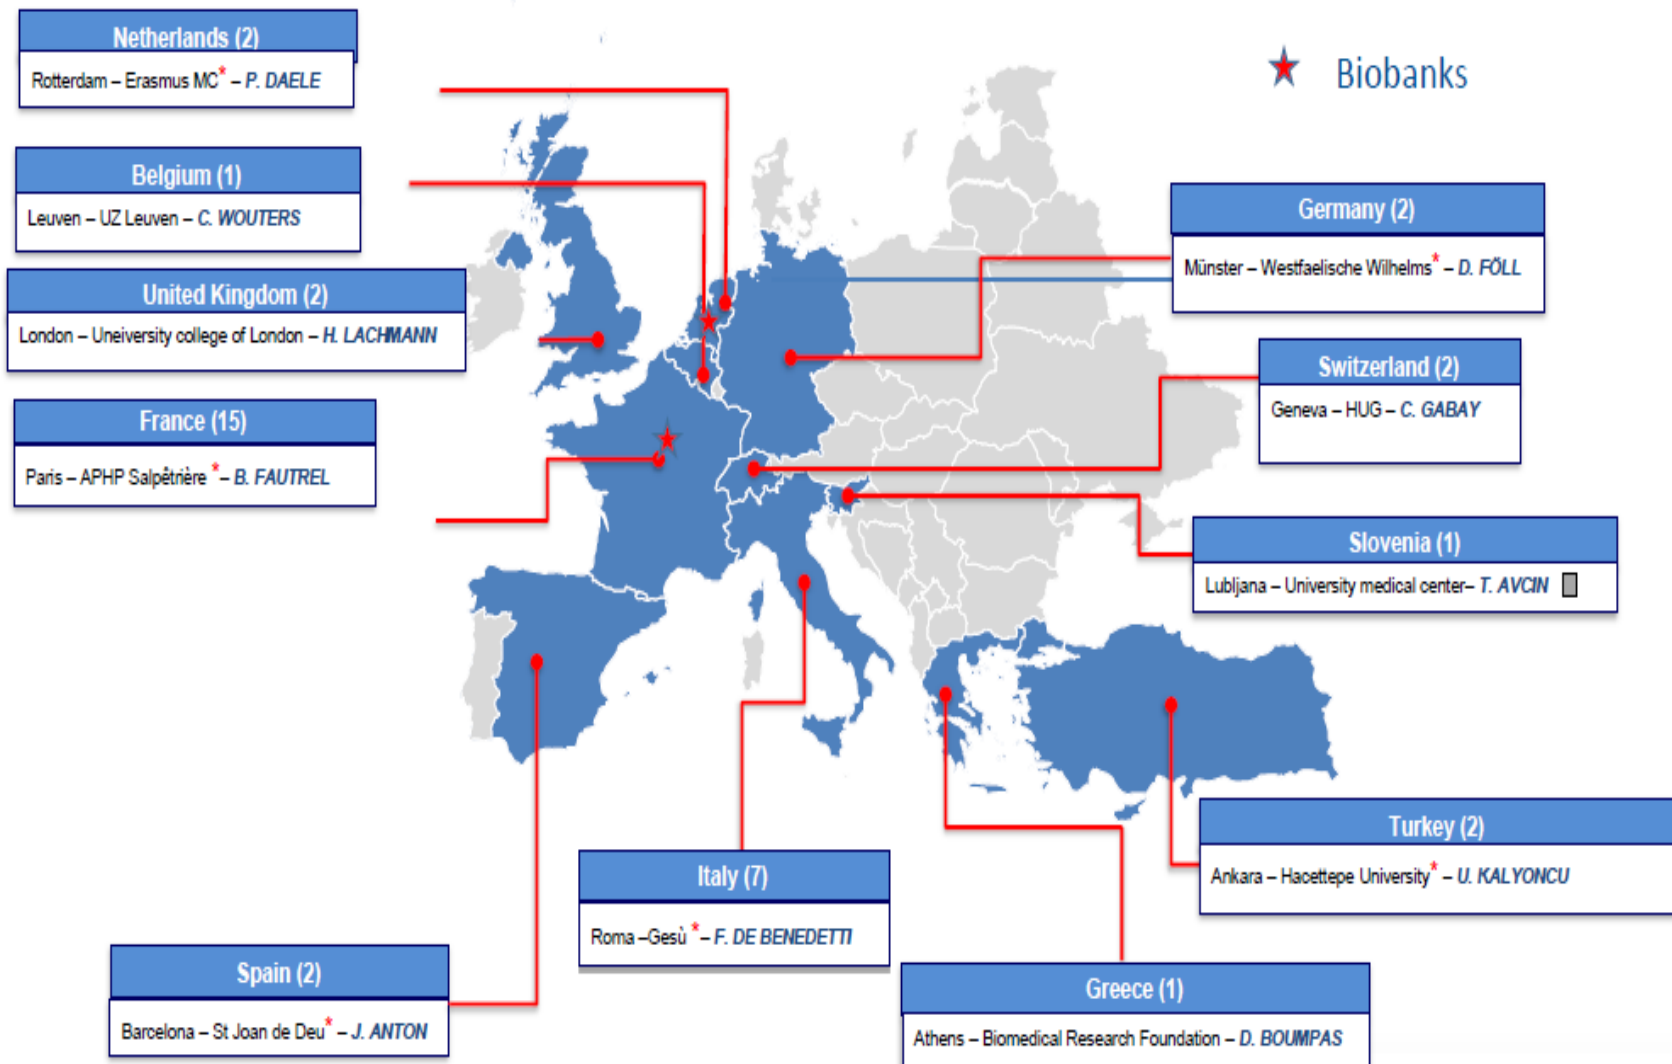 Netherlands (2)
Rotterdam – Erasmus MC* – P. DAELE
Biobanks
Belgium (1)
Leuven – UZ Leuven – C. WOUTERS
Germany (2)
Münster – Westfaelische Wilhelms* – D. FÖLL
United Kingdom (2)
London – Uneiversity college of London – H. LACHMANN
Switzerland (2)
Geneva – HUG – C. GABAY
France (15)
Paris – APHP Salpêtrière * – B. FAUTREL
Slovenia (1)
Lubljana – University medical center– T. AVCIN
Turkey (2)
Ankara – Hacettepe University* – U. KALYONCU
Italy (7)
Roma –Gesù *– F. DE BENEDETTI
Spain (2)
Barcelona – St Joan de Deu* – J. ANTON
Greece (1)
Athens – Biomedical Research Foundation – D. BOUMPAS